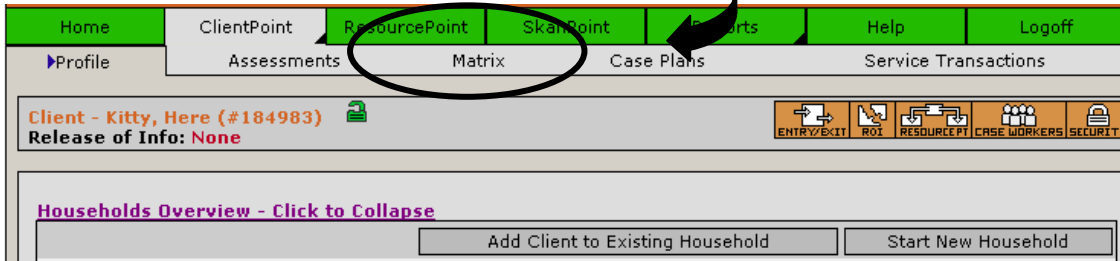 Home ClientPoint ResourcePoint SkanPoint Reports Help Logoff
Profile Assessments Matrix Case Plans Service Transactions
Client - Kitty, Here (#184983)
Release of Info: None
ENTRY/EXIT ROI RESOURCEPT CASE WORKERS SECURIT
Households Overview - Click to Collapse
Add Client to Existing Household Start New Household